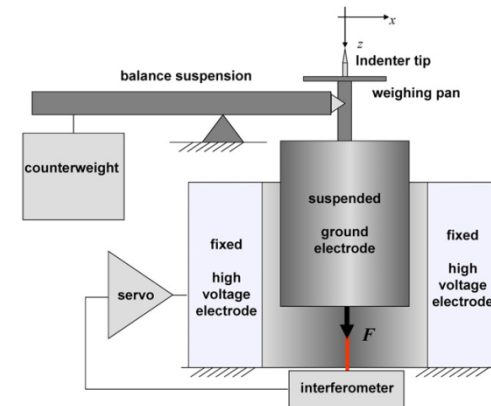 x
z
Indenter tip
balance suspension
weighing pan
counterweight
suspended
ground
electrode
fixed
high
voltage
electrode
fixed
high
voltage
electrode
servo
F
interferometer